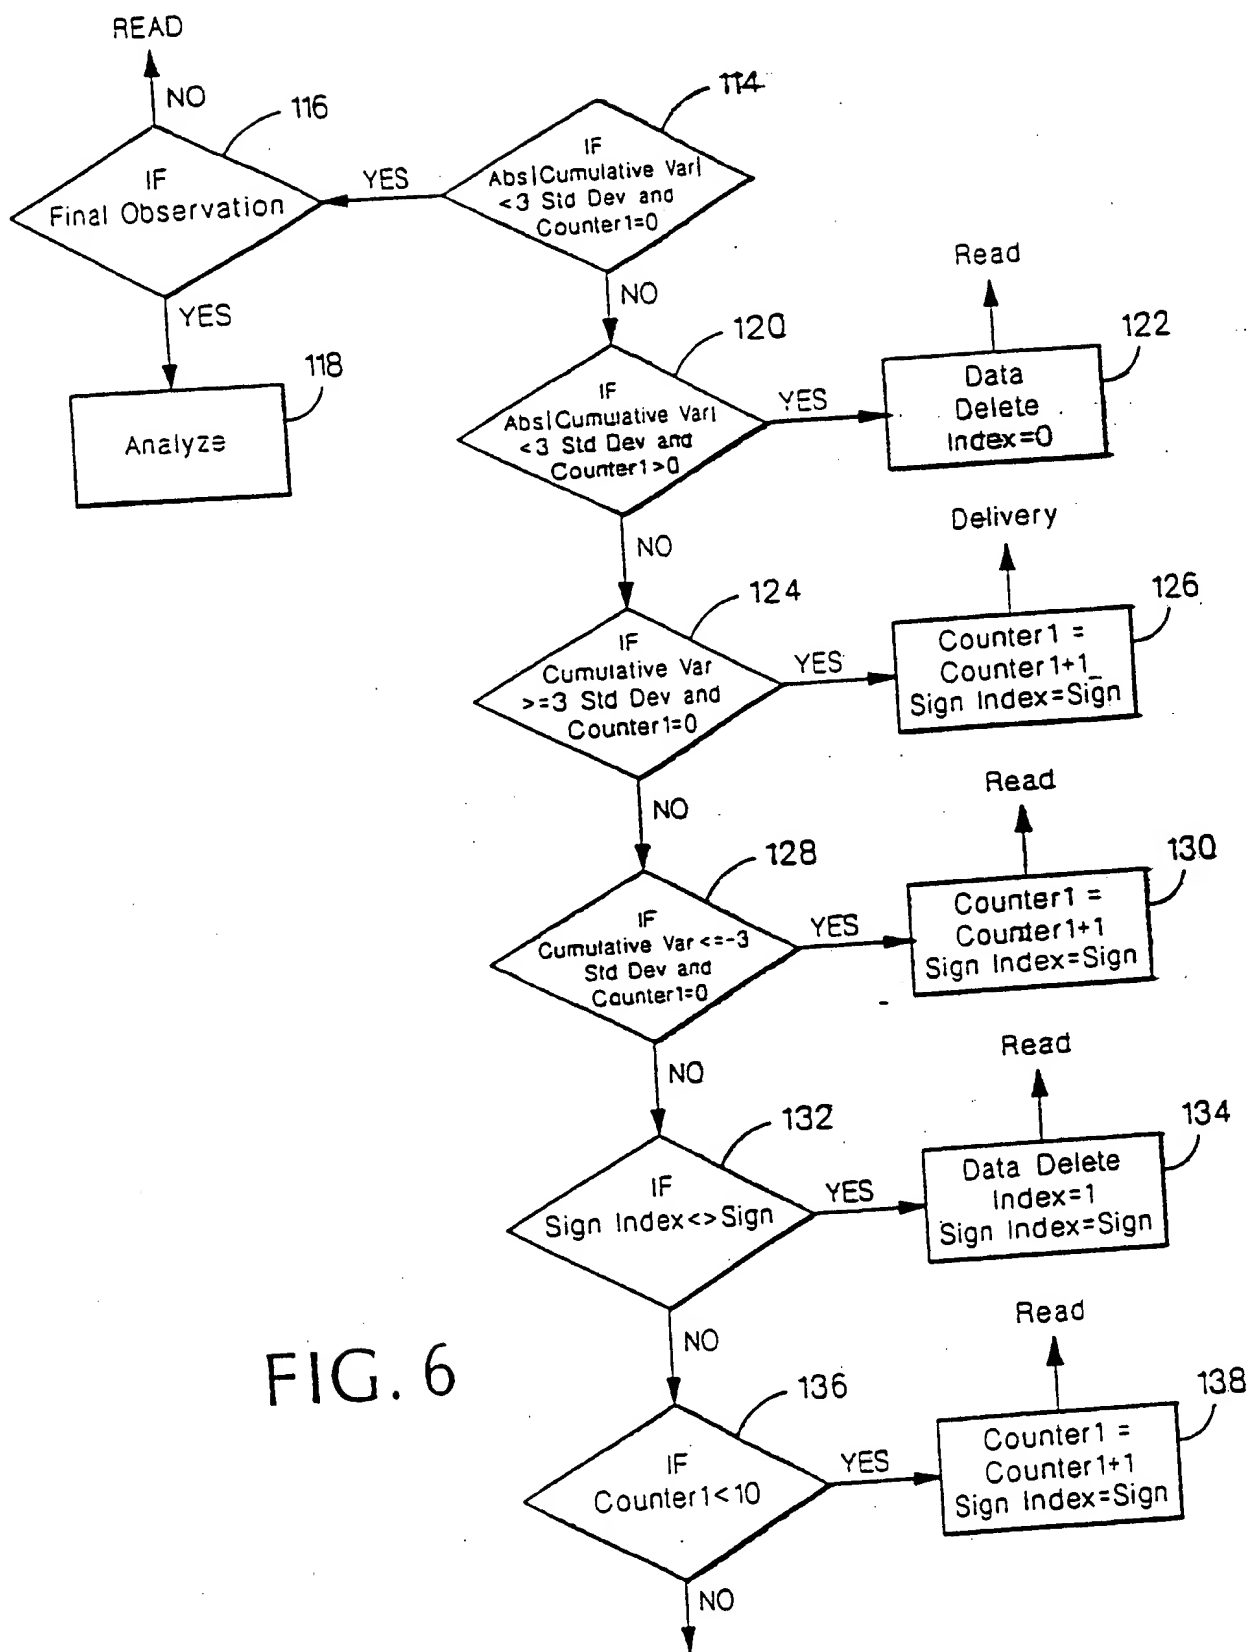 READ
NO
116
IF
Final Observation
YES
118
Analyze
YES
114
IF
Abs|Cumulative Var|
<3 Std Dev and
Counter1=0
NO
120
IF
Abs|Cumulative Var|
<3 Std Dev and
Counter1>0
YES
Read
122
Data
Delete
Index=0
NO
124
IF
Cumulative Var
>=3 Std Dev and
Counter1=0
YES
Delivery
126
Counter1 =
Counter1+1
Sign Index=Sign
NO
128
IF
Cumulative Var<=-3
Std Dev and
Counter1=0
YES
Read
130
Counter1 =
Counter1+1
Sign Index=Sign
NO
132
IF
Sign Index<>Sign
YES
Read
134
Data Delete
Index=1
Sign Index=Sign
NO
136
IF
Counter1<10
YES
Read
138
Counter1 =
Counter1+1
Sign Index=Sign
NO
FIG. 6